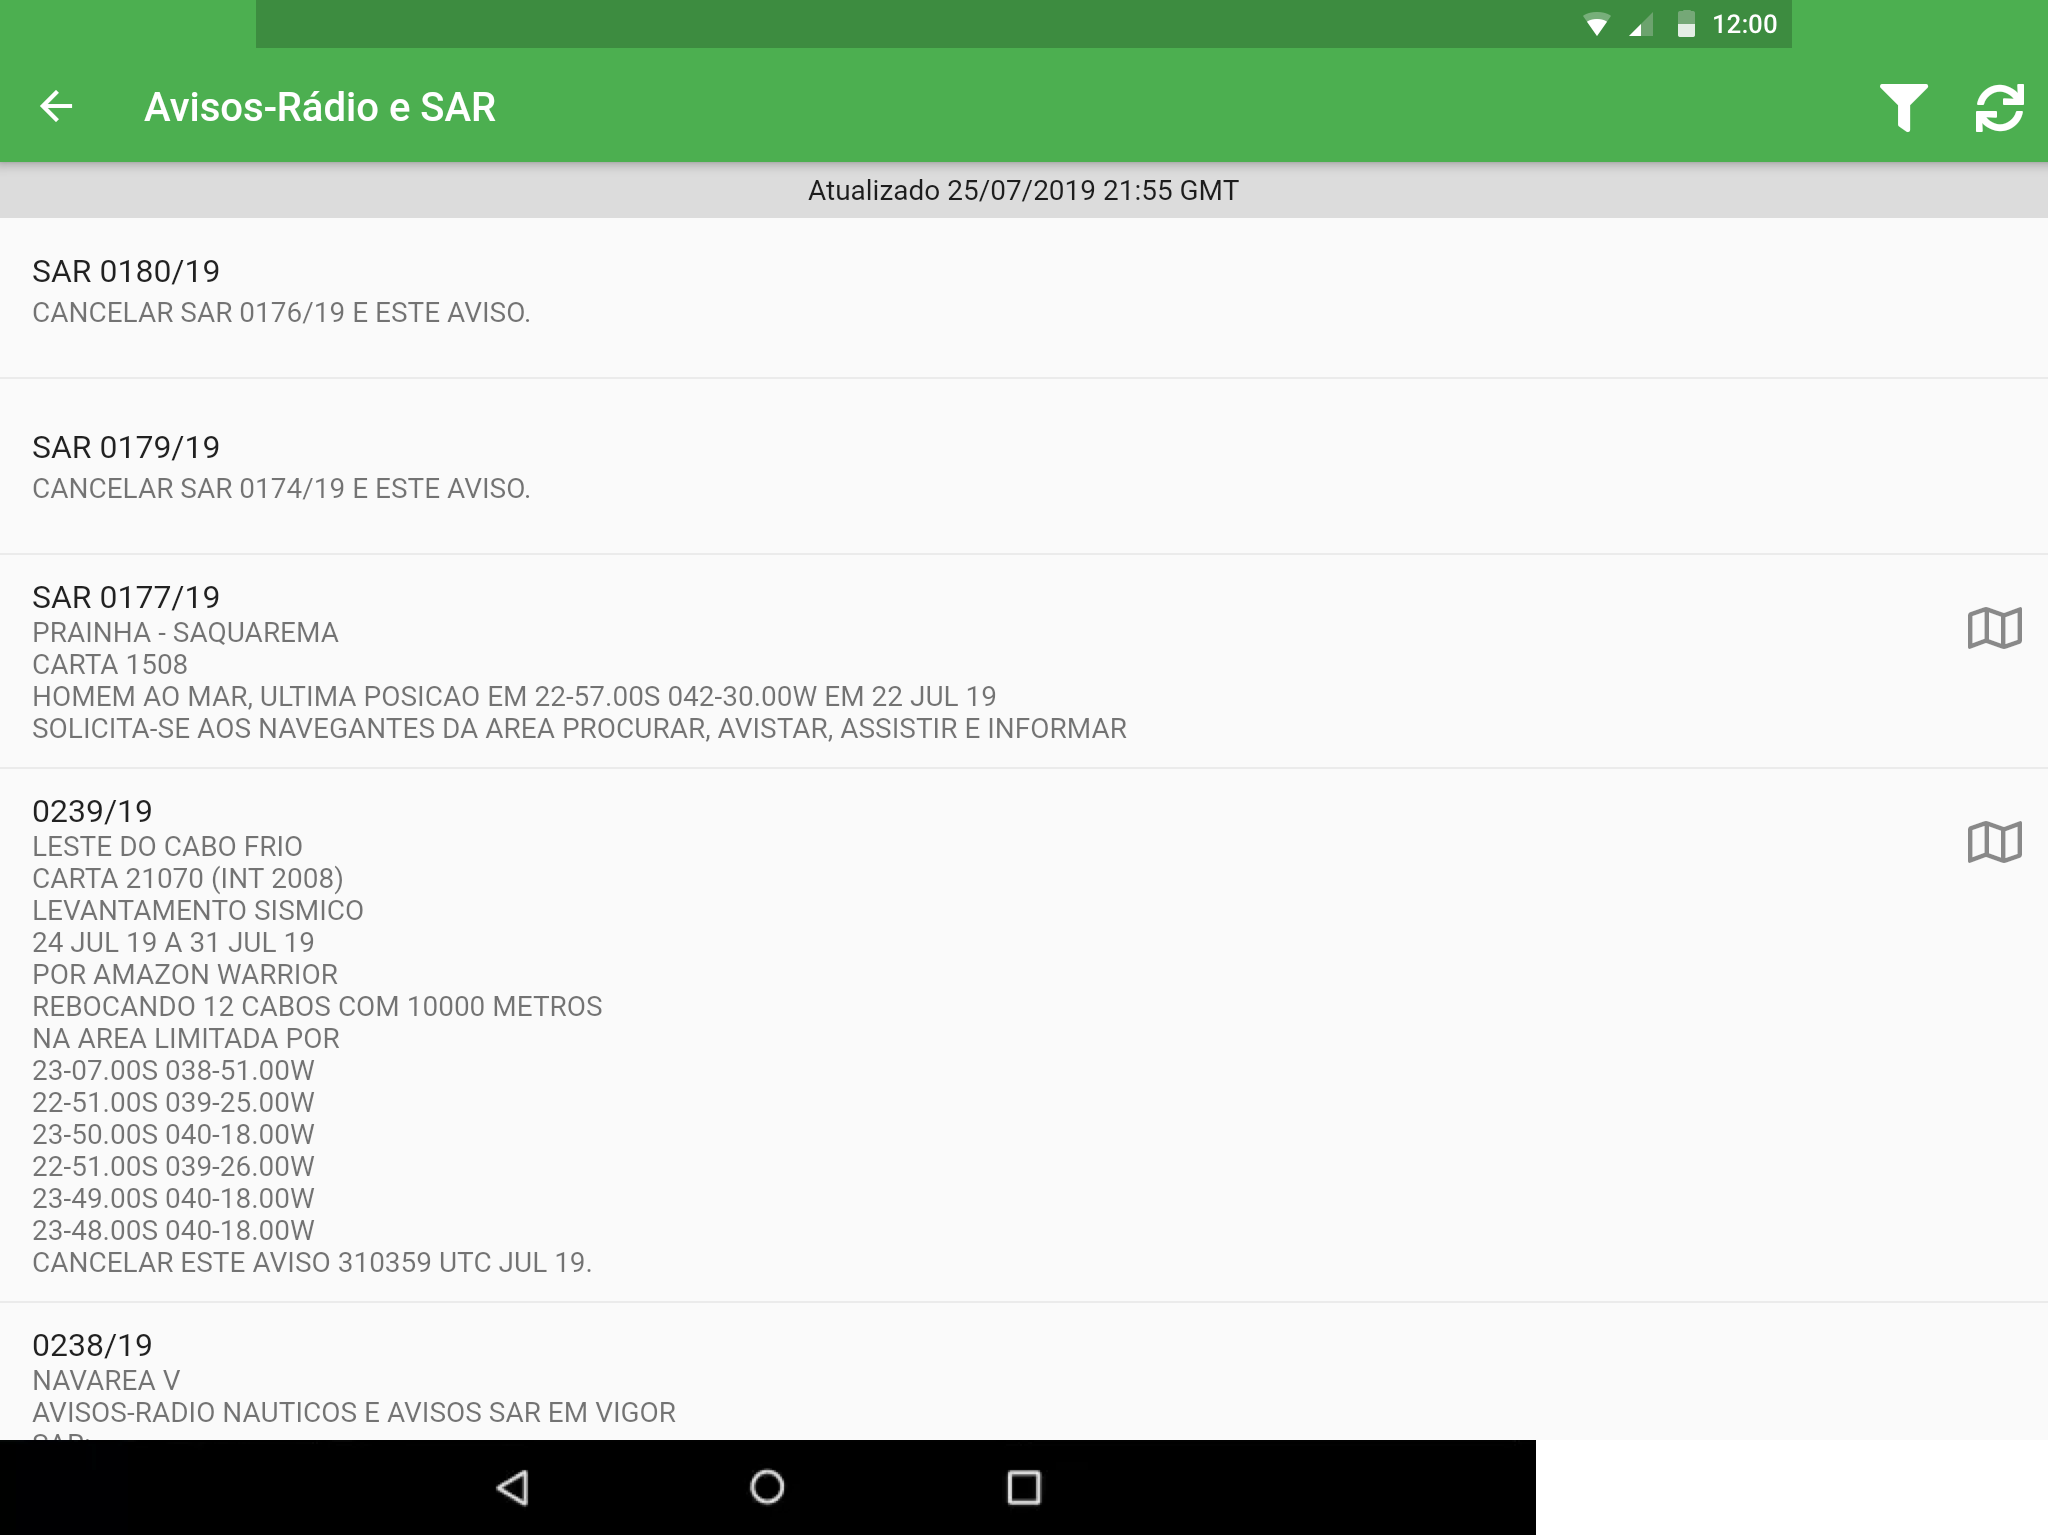 12:00
Avisos-Rádio e SAR
Atualizado 25/07/2019 21:55 GMT
SAR 0180/19
CANCELAR SAR 0176/19 E ESTE AVISO.
SAR 0179/19
CANCELAR SAR 0174/19 E ESTE AVISO.
SAR 0177/19
PRAINHA - SAQUAREMA
CARTA 1508
HOMEM AO MAR, ULTIMA POSICAO EM 22-57.00S 042-30.00W EM 22 JUL 19
SOLICITA-SE AOS NAVEGANTES DA AREA PROCURAR, AVISTAR, ASSISTIR E INFORMAR
0239/19
LESTE DO CABO FRIO
CARTA 21070 (INT 2008)
LEVANTAMENTO SISMICO
24 JUL 19 A 31 JUL 19
POR AMAZON WARRIOR
REBOCANDO 12 CABOS COM 10000 METROS
NA AREA LIMITADA POR
23-07.00S 038-51.00W
22-51.00S 039-25.00W
23-50.00S 040-18.00W
22-51.00S 039-26.00W
23-49.00S 040-18.00W
23-48.00S 040-18.00W
CANCELAR ESTE AVISO 310359 UTC JUL 19.
0238/19
NAVAREA V
AVISOS-RADIO NAUTICOS E AVISOS SAR EM VIGOR